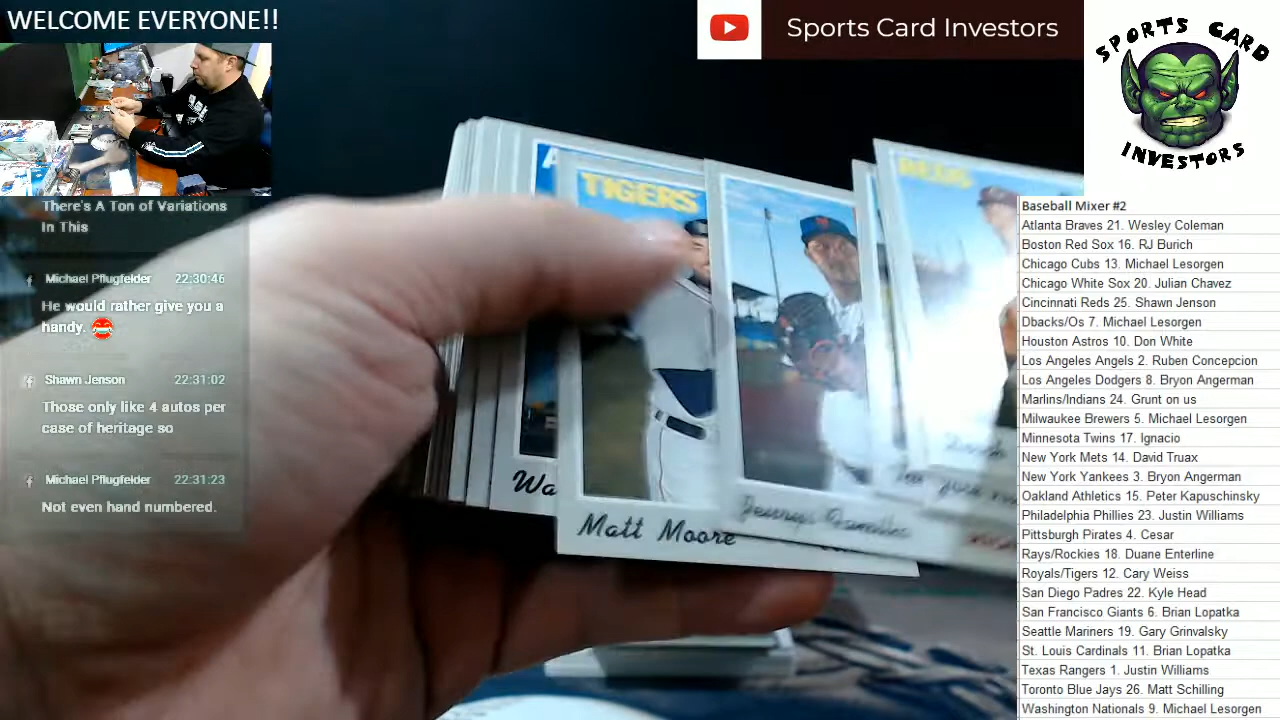 WELCOME EVERYONE!!
Sports Card Investors
SPORTS CARD
INVESTORS
There's A Ton of Variations
In This
Michael Pflugfelder 22:30:46
He would rather give you a
handy. 😂
Shawn Jenson 22:31:02
Those only like 4 autos per
case of heritage so
Michael Pflugfelder 22:31:23
Not even hand numbered.
A
TIGERS
REDS
Wa
Matt Moore
Jeurys Familia
Baseball Mixer #2
Atlanta Braves 21. Wesley Coleman
Boston Red Sox 16. RJ Burich
Chicago Cubs 13. Michael Lesorgen
Chicago White Sox 20. Julian Chavez
Cincinnati Reds 25. Shawn Jenson
Dbacks/Os 7. Michael Lesorgen
Houston Astros 10. Don White
Los Angeles Angels 2. Ruben Concepcion
Los Angeles Dodgers 8. Bryon Angerman
Marlins/Indians 24. Grunt on us
Milwaukee Brewers 5. Michael Lesorgen
Minnesota Twins 17. Ignacio
New York Mets 14. David Truax
New York Yankees 3. Bryon Angerman
Oakland Athletics 15. Peter Kapuschinsky
Philadelphia Phillies 23. Justin Williams
Pittsburgh Pirates 4. Cesar
Rays/Rockies 18. Duane Enterline
Royals/Tigers 12. Cary Weiss
San Diego Padres 22. Kyle Head
San Francisco Giants 6. Brian Lopatka
Seattle Mariners 19. Gary Grinvalsky
St. Louis Cardinals 11. Brian Lopatka
Texas Rangers 1. Justin Williams
Toronto Blue Jays 26. Matt Schilling
Washington Nationals 9. Michael Lesorgen